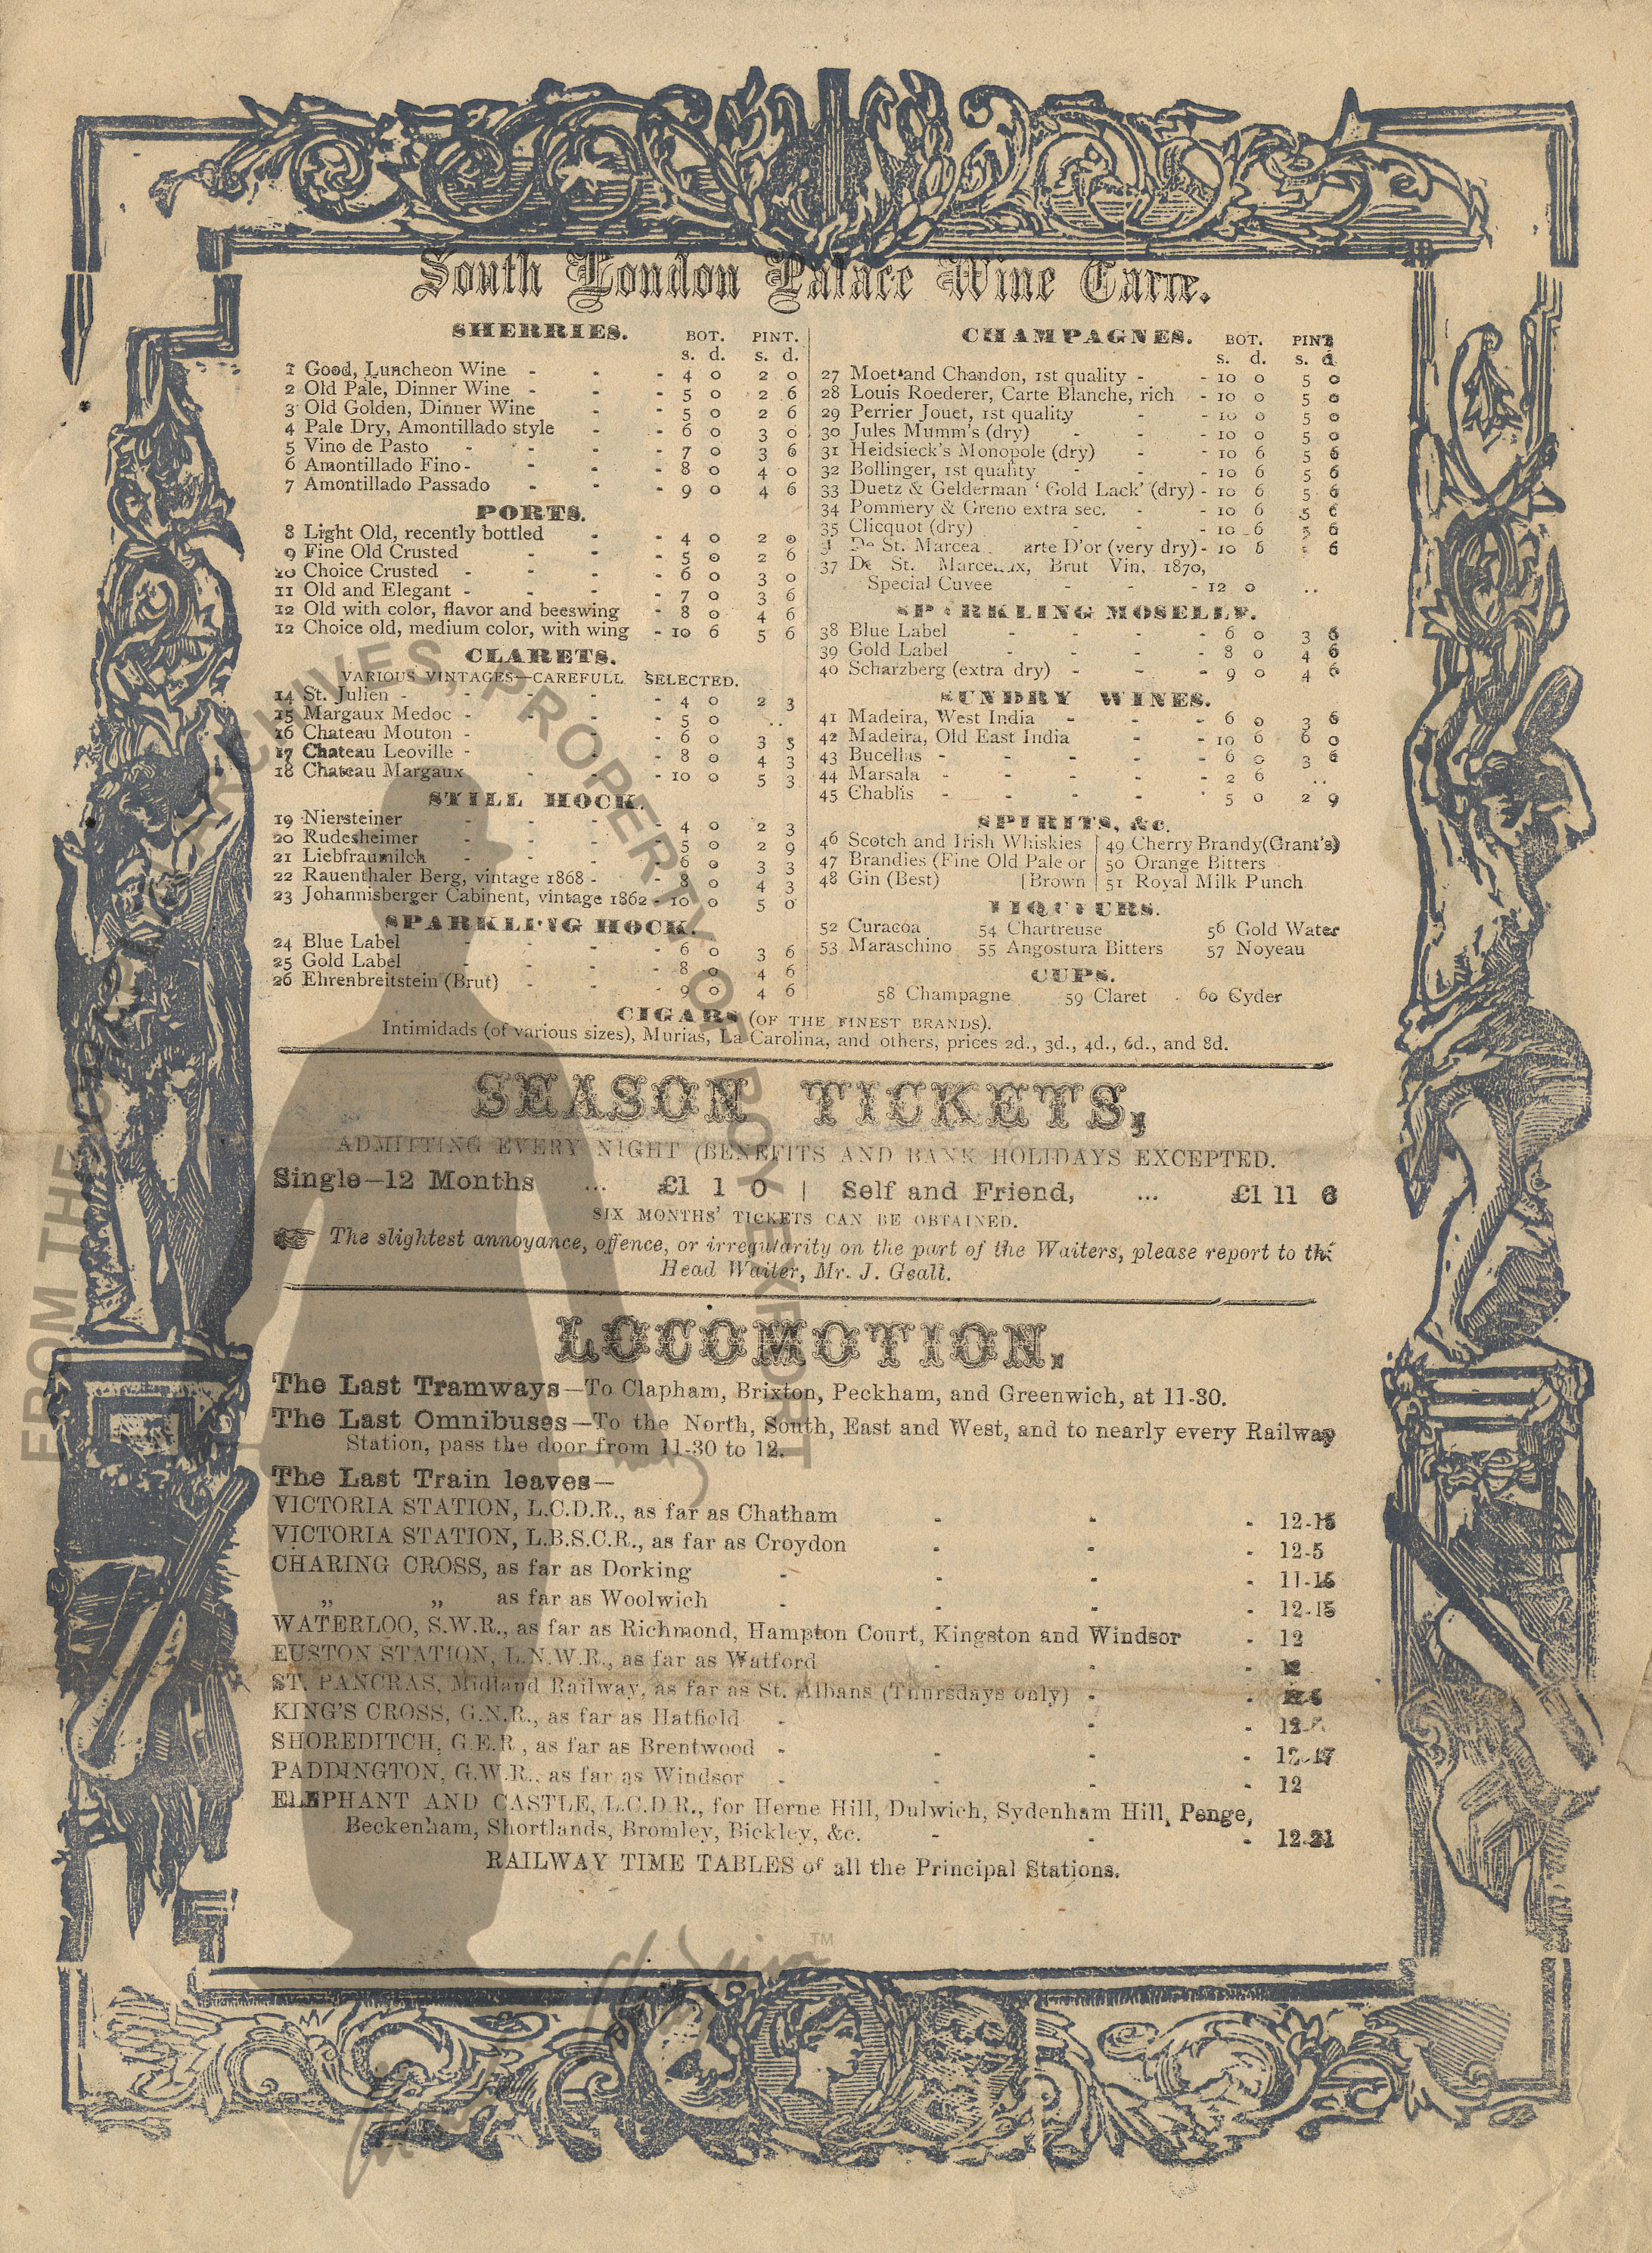 South London Palace Wine Carte.
SHERRIES. BOT. PINT.
s. d. s. d.
1 Good, Luncheon Wine - - - 4 0 2 0
2 Old Pale, Dinner Wine - - - 5 0 2 6
3 Old Golden, Dinner Wine - - 5 0 2 6
4 Pale Dry, Amontillado style - - 6 0 3 0
5 Vino de Pasto - - - - 7 0 3 6
6 Amontillado Fino - - - - 8 0 4 0
7 Amontillado Passado - - - 9 0 4 6
PORTS.
8 Light Old, recently bottled - - 4 0 2 0
9 Fine Old Crusted - - - 5 0 2 6
10 Choice Crusted - - - - 6 0 3 0
11 Old and Elegant - - - - 7 0 3 6
12 Old with color, flavor and beeswing - 8 0 4 6
12 Choice old, medium color, with wing - 10 6 5 6
CLARETS.
VARIOUS VINTAGES—CAREFULL SELECTED.
14 St. Julien - - - - - 4 0 2 3
15 Margaux Medoc - - - - 5 0 ..
16 Chateau Mouton - - - - 6 0 3 3
17 Chateau Leoville - - - - 8 0 4 3
18 Chateau Margaux - - - 10 0 5 3
STILL HOCK.
19 Niersteiner - - - - 4 0 2 3
20 Rudesheimer - - - - 5 0 2 9
21 Liebfraumilch - - - - 6 0 3 3
22 Rauenthaler Berg, vintage 1868 - - 8 0 4 3
23 Johannisberger Cabinent, vintage 1862 - 10 0 5 0
SPARKLING HOCK.
24 Blue Label - - - - 6 0 3 6
25 Gold Label - - - - 8 0 4 6
26 Ehrenbreitstein (Brut) - - - 9 0 4 6
CHAMPAGNES. BOT. PINT
s. d. s. d
27 Moet and Chandon, 1st quality - - 10 0 5 0
28 Louis Roederer, Carte Blanche, rich - 10 0 5 0
29 Perrier Jouet, 1st quality - - 10 0 5 0
30 Jules Mumm's (dry) - - - 10 0 5 0
31 Heidsieck's Monopole (dry) - - 10 6 5 6
32 Bollinger, 1st quality - - - 10 6 5 6
33 Duetz & Gelderman 'Gold Lack' (dry) - 10 6 5 6
34 Pommery & Greno extra sec. - - 10 6 5 6
35 Clicquot (dry) - - - 10 6 5 6
De St. Marcea arte D'or (very dry) - 10 6 6
37 De St. Marceaux, Brut Vin, 1870,
Special Cuvee - - - - 12 0 ..
SPARKLING MOSELLE.
38 Blue Label - - - - 6 0 3 6
39 Gold Label - - - - 8 0 4 6
40 Scharzberg (extra dry) - - - 9 0 4 6
SUNDRY WINES.
41 Madeira, West India - - - 6 0 3 6
42 Madeira, Old East India - - 10 6 6 0
43 Bucellas - - - - - 6 0 3 6
44 Marsala - - - - - 2 6 ..
45 Chablis - - - - - 5 0 2 9
SPIRITS, &c.
46 Scotch and Irish Whiskies | 49 Cherry Brandy (Grant's)
47 Brandies (Fine Old Pale or | 50 Orange Bitters
48 Gin (Best) [Brown | 51 Royal Milk Punch
LIQUEURS.
52 Curacoa 54 Chartreuse 56 Gold Water
53 Maraschino 55 Angostura Bitters 57 Noyeau
CUPS.
58 Champagne 59 Claret 60 Cyder
CIGARS (OF THE FINEST BRANDS).
Intimidads (of various sizes), Murias, La Carolina, and others, prices 2d., 3d., 4d., 6d., and 8d.
SEASON TICKETS,
ADMITTING EVERY NIGHT (BENEFITS AND BANK HOLIDAYS EXCEPTED.
Single—12 Months ... £1 1 0 | Self and Friend, ... £1 11 6
SIX MONTHS' TICKETS CAN BE OBTAINED.
The slightest annoyance, offence, or irregularity on the part of the Waiters, please report to the
Head Waiter, Mr. J. Gealt.
LOCOMOTION.
The Last Tramways—To Clapham, Brixton, Peckham, and Greenwich, at 11-30.
The Last Omnibuses—To the North, South, East and West, and to nearly every Railway
Station, pass the door from 11-30 to 12.
The Last Train leaves—
VICTORIA STATION, L.C.D.R., as far as Chatham - - - 12-15
VICTORIA STATION, L.B.S.C.R., as far as Croydon - - - 12-5
CHARING CROSS, as far as Dorking - - - - 11-15
" " as far as Woolwich - - - - 12-15
WATERLOO, S.W.R., as far as Richmond, Hampton Court, Kingston and Windsor - 12
EUSTON STATION, L.N.W.R., as far as Watford - - - 12
ST. PANCRAS, Midland Railway, as far as St. Albans (Thursdays only) - -
KING'S CROSS, G.N.R., as far as Hatfield - - -
SHOREDITCH, G.E.R., as far as Brentwood - - - - 12-17
PADDINGTON, G.W.R., as far as Windsor - - - - 12
ELEPHANT AND CASTLE, L.C.D.R., for Herne Hill, Dulwich, Sydenham Hill, Penge,
Beckenham, Shortlands, Bromley, Bickley, &c. - - - 12-21
RAILWAY TIME TABLES of all the Principal Stations.
FROM THE ARCHIVES, PROPERTY OF ROY EXPORT
TM